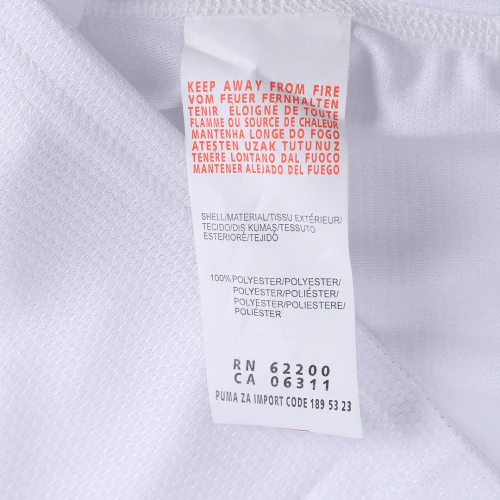 KEEP AWAY FROM FIRE
VOM FEUER FERNHALTEN
TENIR ELOIGNE DE TOUTE
FLAMME OU SOURCE DE CHALEUR
MANTENHA LONGE DO FOGO
ATEŞTEN UZAK TUTUNUZ
TENERE LONTANO DAL FUOCO
MANTENER ALEJADO DEL FUEGO
SHELL/MATERIAL/TISSU EXTÉRIEUR/
TECIDO/DIS KUMAS/TESSUTO
ESTERIORE/TEJIDO
100%POLYESTER/POLYESTER/
POLYESTER/POLIÉSTER/
POLYESTER/POLIESTERE/
POLIÉSTER
RN 62200
CA 06311
PUMA ZA IMPORT CODE 189 53 23